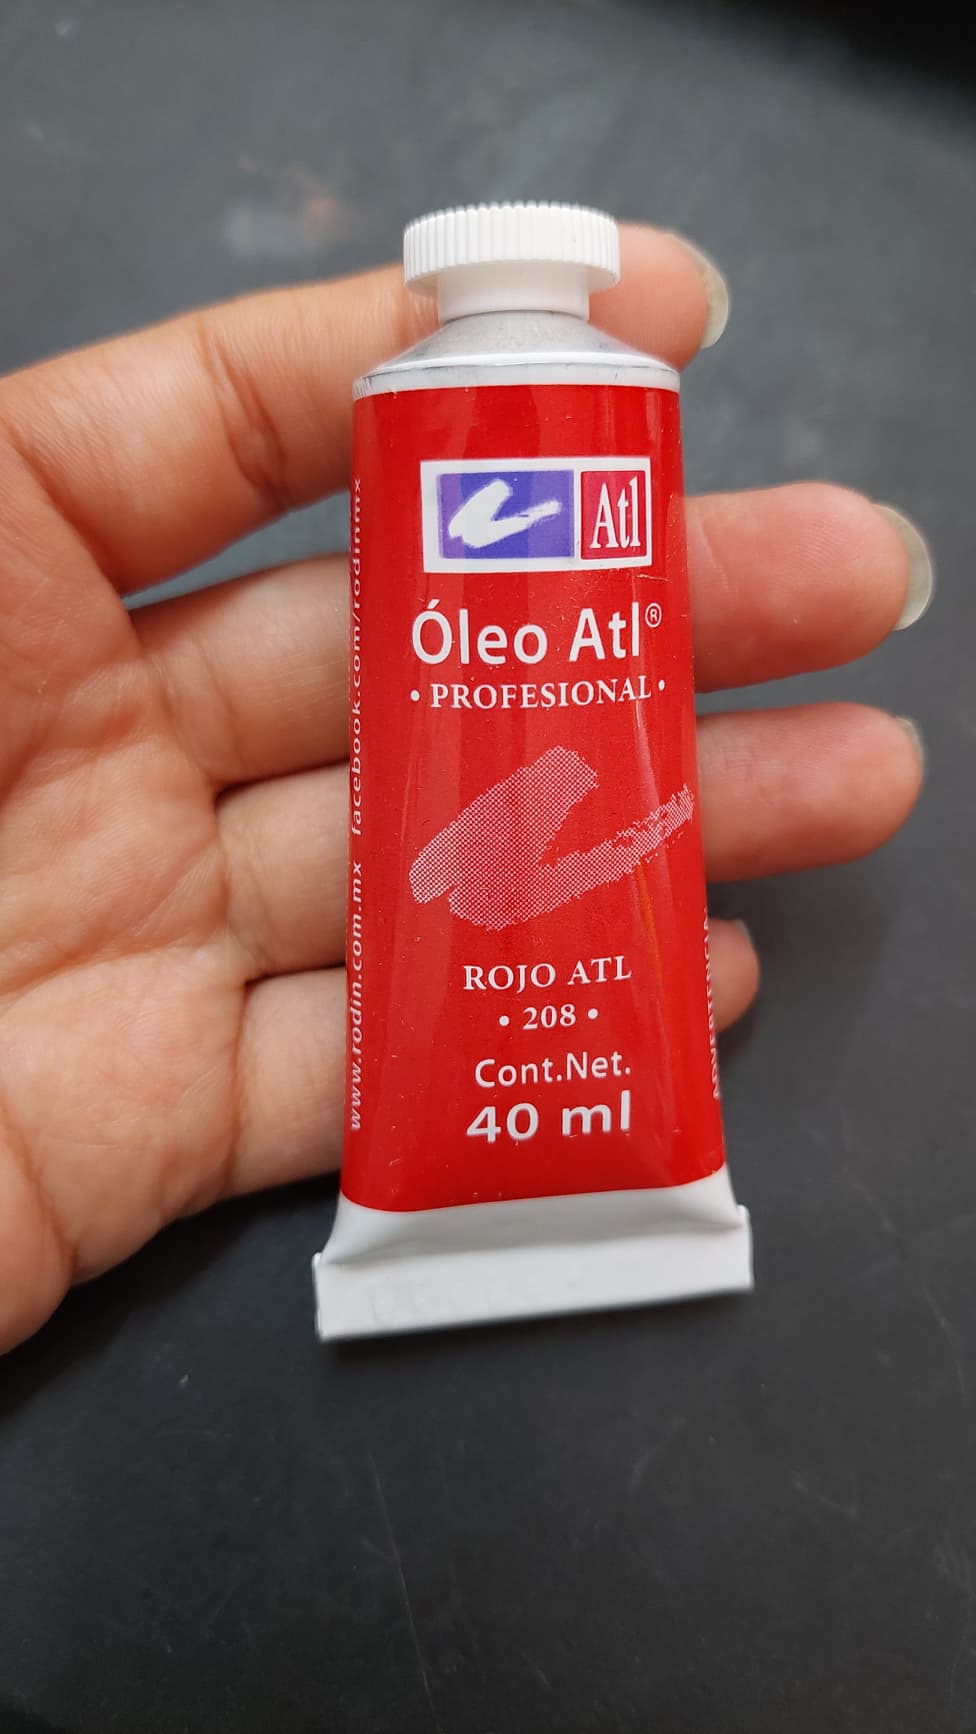 Atl
Óleo Atl®
• PROFESIONAL •
ROJO ATL
• 208 •
Cont.Net.
40 ml
www.rodin.com.mx facebook.com/rodinmx